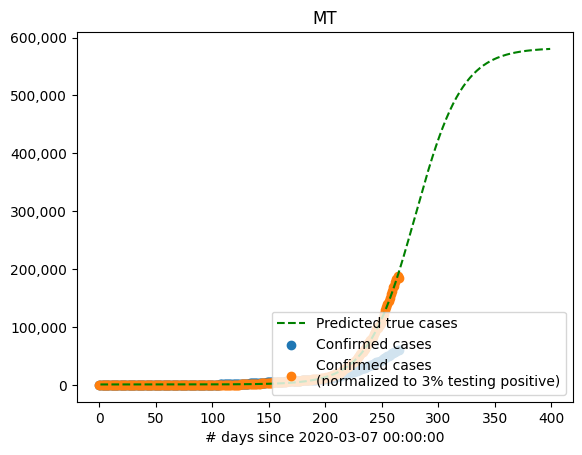 MT
600,000
500,000
400,000
300,000
200,000
100,000
0
Predicted true cases
Confirmed cases
Confirmed cases
(normalized to 3% testing positive)
0 50 100 150 200 250 300 350 400
# days since 2020-03-07 00:00:00